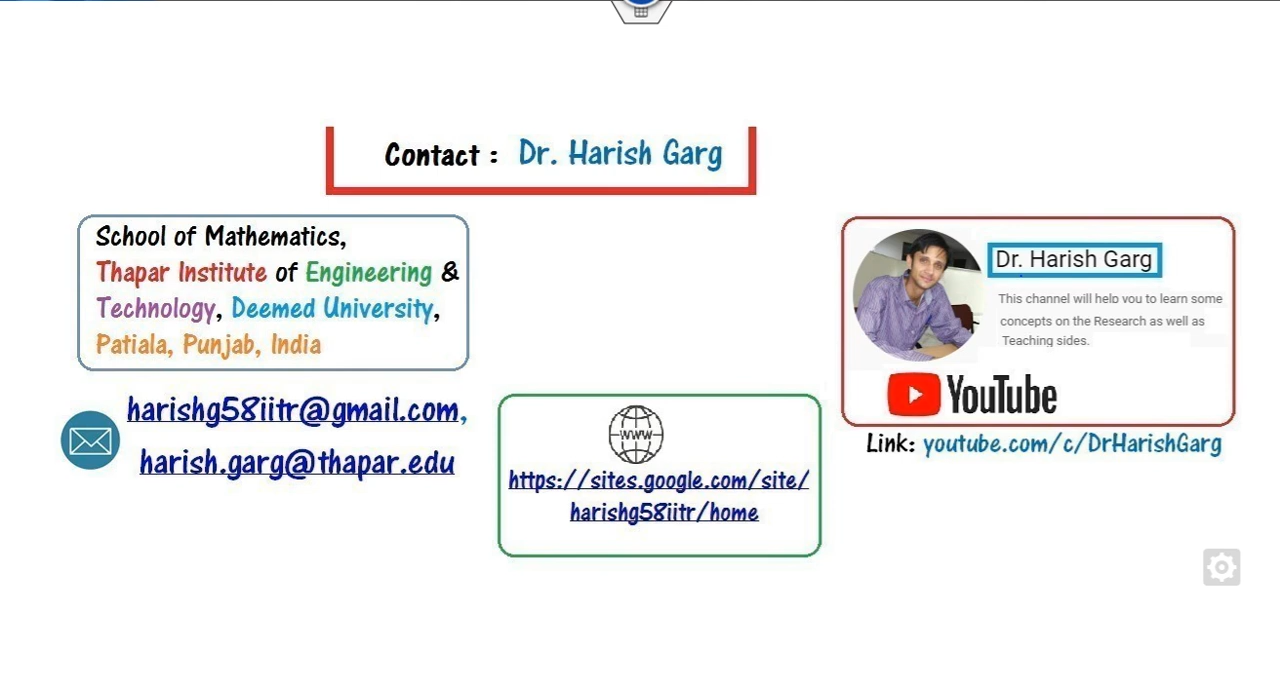 Contact : Dr. Harish Garg
School of Mathematics,
Thapar Institute of Engineering &
Technology, Deemed University,
Patiala, Punjab, India
harishg58iitr@gmail.com,
harish.garg@thapar.edu
WWW
https://sites.google.com/site/
harishg58iitr/home
Dr. Harish Garg
This channel will help you to learn some
concepts on the Research as well as
Teaching sides.
YouTube
Link: youtube.com/c/DrHarishGarg